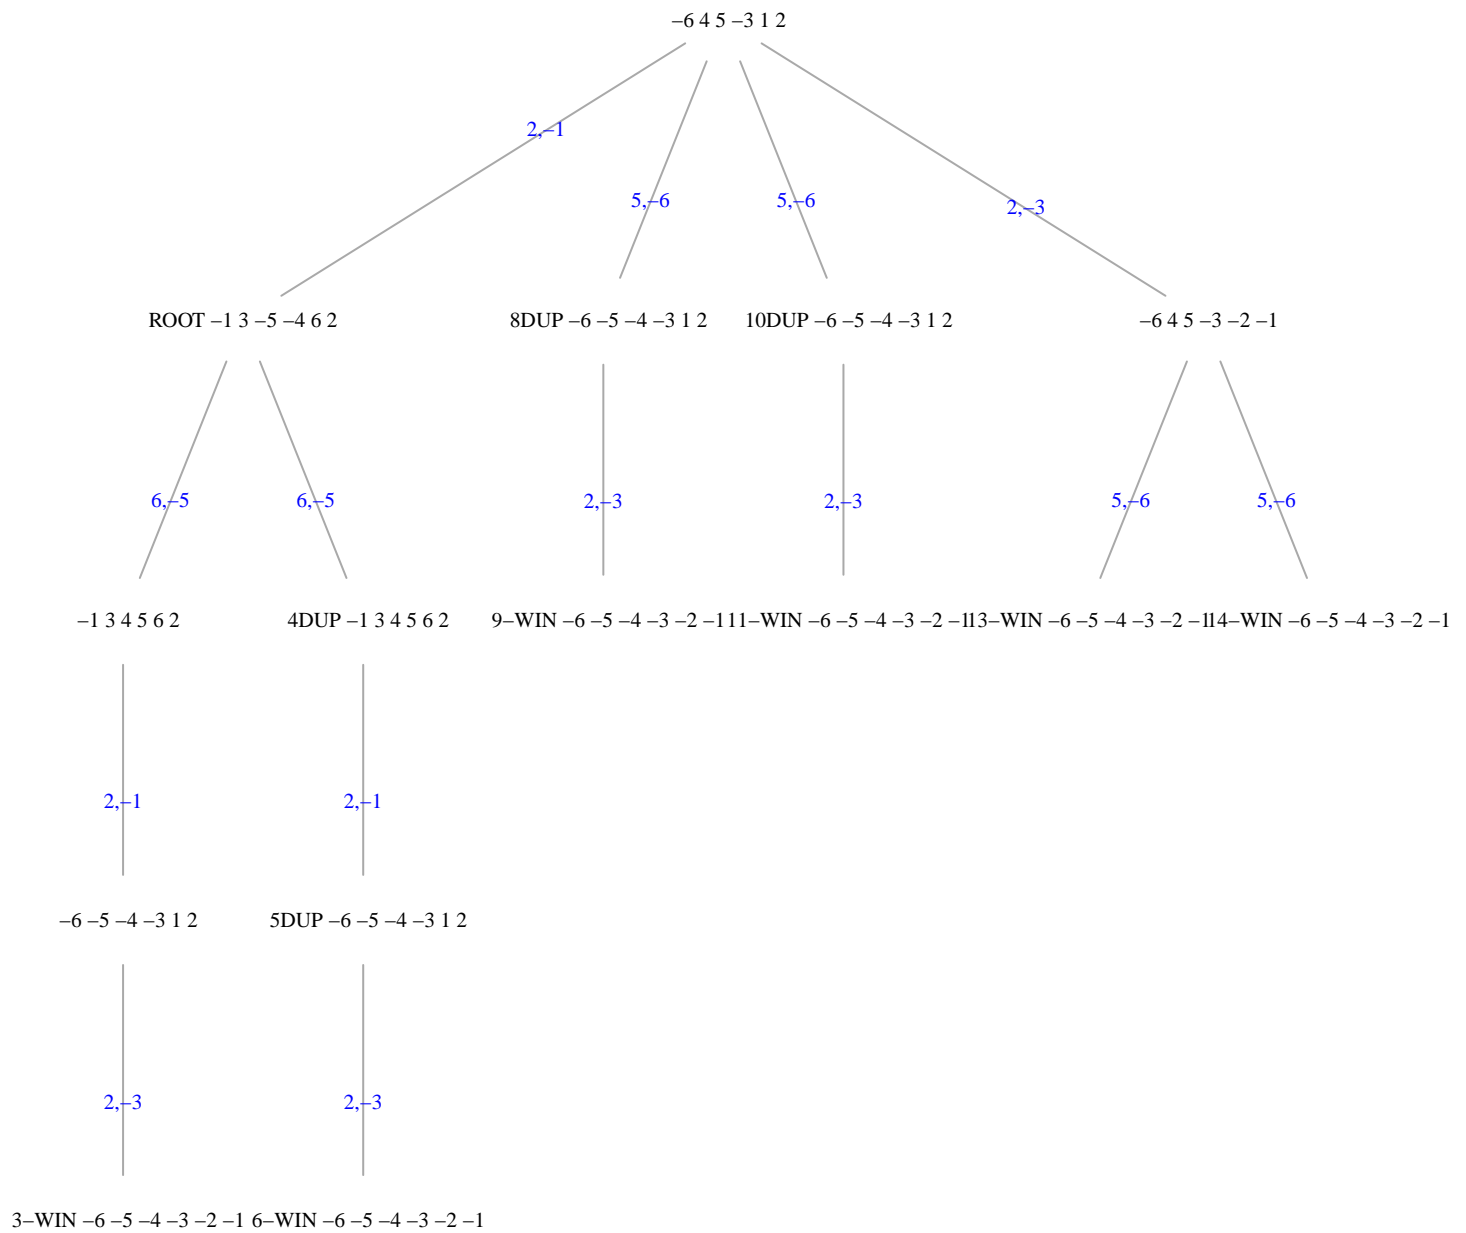 −6 4 5 −3 1 2
2,−1
5,−6
5,−6
2,−3
ROOT −1 3 −5 −4 6 2
8DUP −6 −5 −4 −3 1 2
10DUP −6 −5 −4 −3 1 2
−6 4 5 −3 −2 −1
6,−5
6,−5
2,−3
2,−3
5,−6
5,−6
−1 3 4 5 6 2
4DUP −1 3 4 5 6 2
9−WIN −6 −5 −4 −3 −2 −1
11−WIN −6 −5 −4 −3 −2 −1
13−WIN −6 −5 −4 −3 −2 −1
14−WIN −6 −5 −4 −3 −2 −1
2,−1
2,−1
−6 −5 −4 −3 1 2
5DUP −6 −5 −4 −3 1 2
2,−3
2,−3
3−WIN −6 −5 −4 −3 −2 −1
6−WIN −6 −5 −4 −3 −2 −1